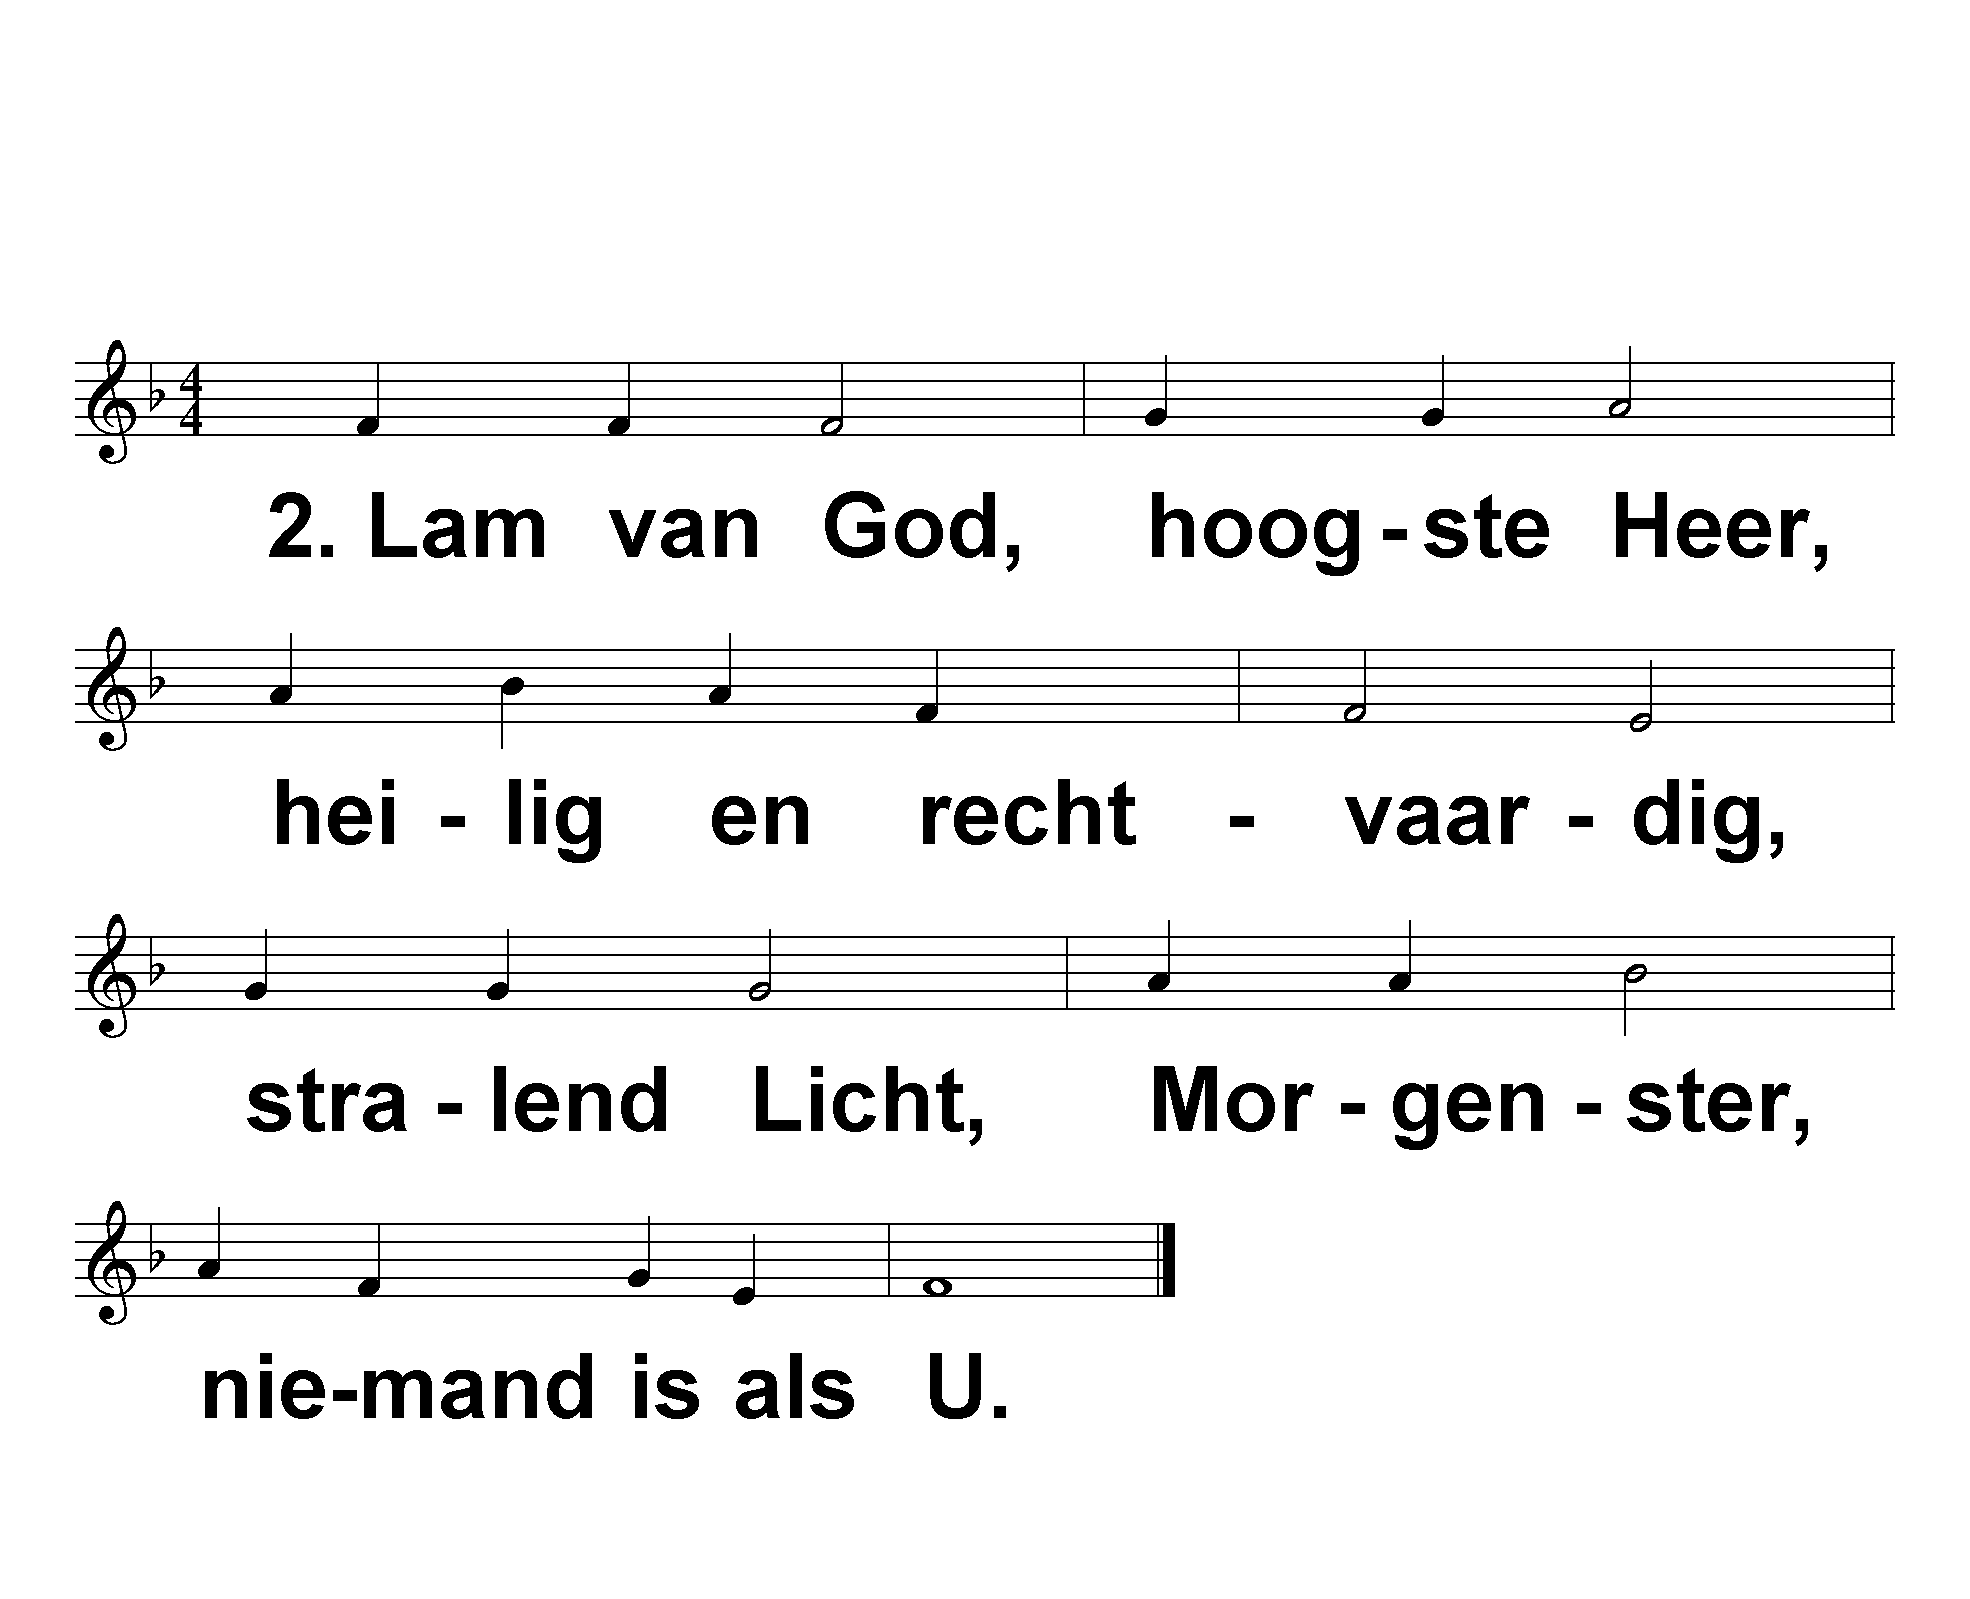 2. Lam van God, hoog-ste Heer,
hei - lig en recht - vaar - dig,
stra - lend Licht, Mor - gen - ster,
nie-mand is als U.